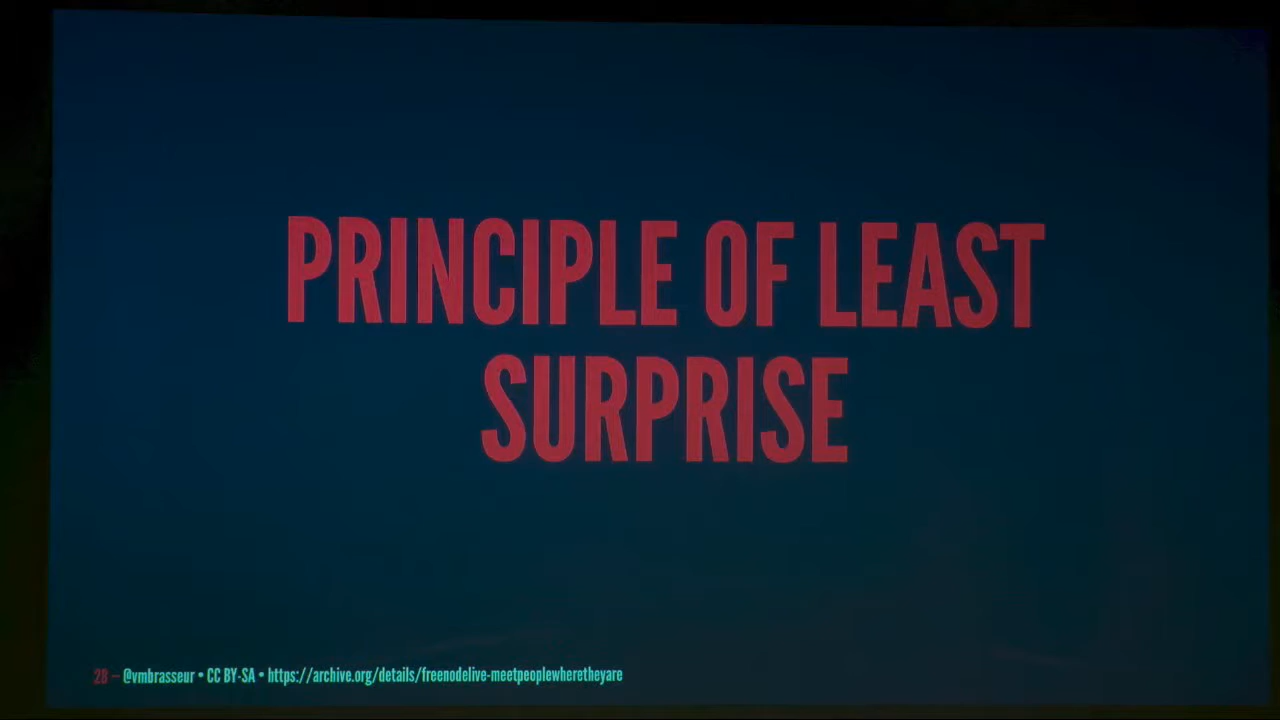 PRINCIPLE OF LEAST
SURPRISE
28 – @vmbrasseur • CC BY-SA • https://archive.org/details/freenodelive-meetpeoplewheretheyare